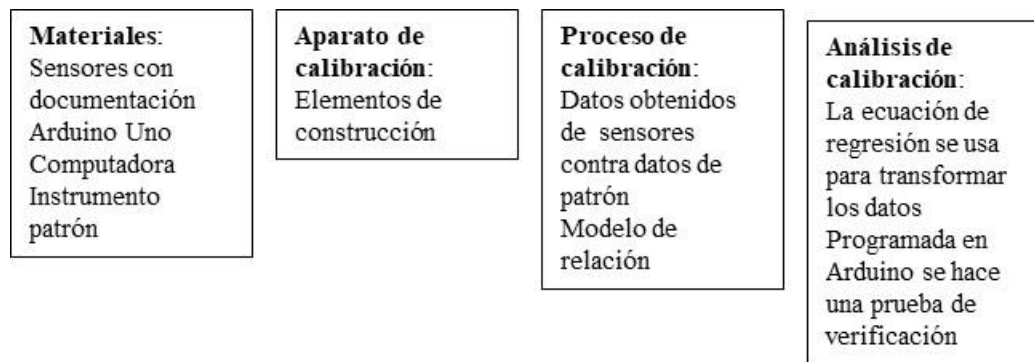 Materiales:
Sensores con
documentación
Arduino Uno
Computadora
Instrumento
patrón
Aparato de
calibración:
Elementos de
construcción
Proceso de
calibración:
Datos obtenidos
de sensores
contra datos de
patrón
Modelo de
relación
Análisis de
calibración:
La ecuación de
regresión se usa
para transformar
los datos
Programada en
Arduino se hace
una prueba de
verificación